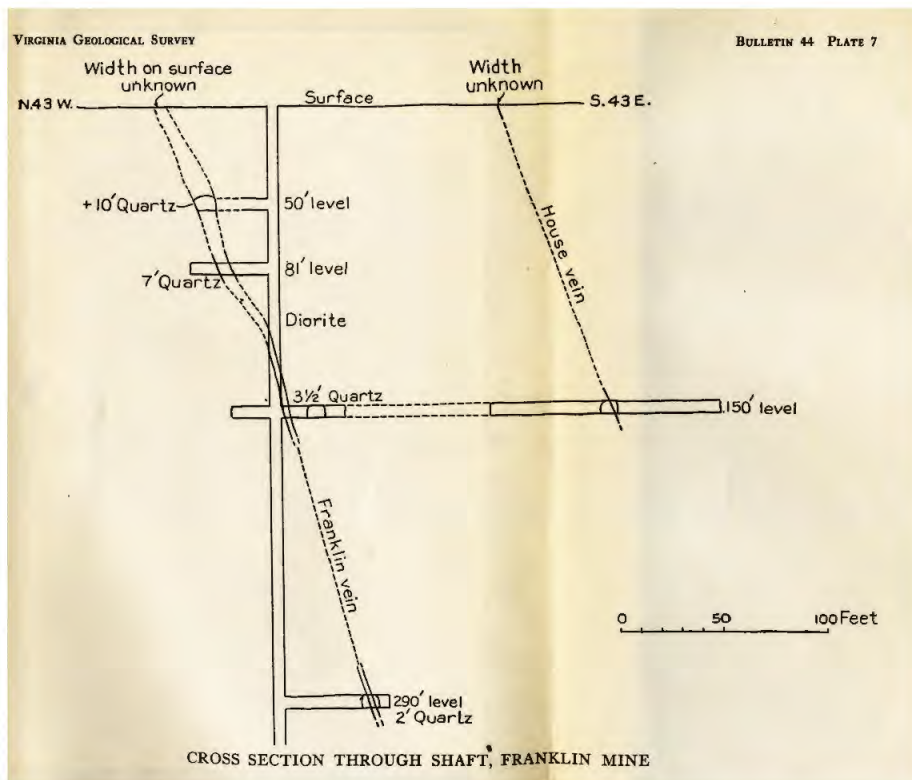 VIRGINIA GEOLOGICAL SURVEY
BULLETIN 44 PLATE 7
Width on surface
unknown
Width
unknown
N.43 W.
Surface
S. 43 E.
+10' Quartz
50' level
7' Quartz
81' level
House vein
Diorite
3½' Quartz
150' level
Franklin vein
0 50 100 Feet
290' level
2' Quartz
CROSS SECTION THROUGH SHAFT, FRANKLIN MINE